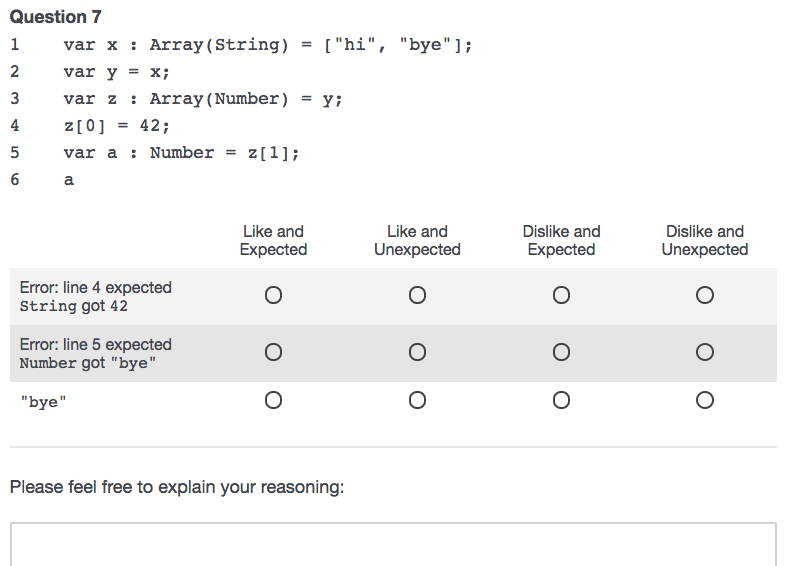 Question 7
1 var x : Array(String) = ["hi", "bye"];
2 var y = x;
3 var z : Array(Number) = y;
4 z[0] = 42;
5 var a : Number = z[1];
6 a
Like and Like and Dislike and Dislike and
Expected Unexpected Expected Unexpected
Error: line 4 expected
String got 42
Error: line 5 expected
Number got "bye"
"bye"
Please feel free to explain your reasoning: